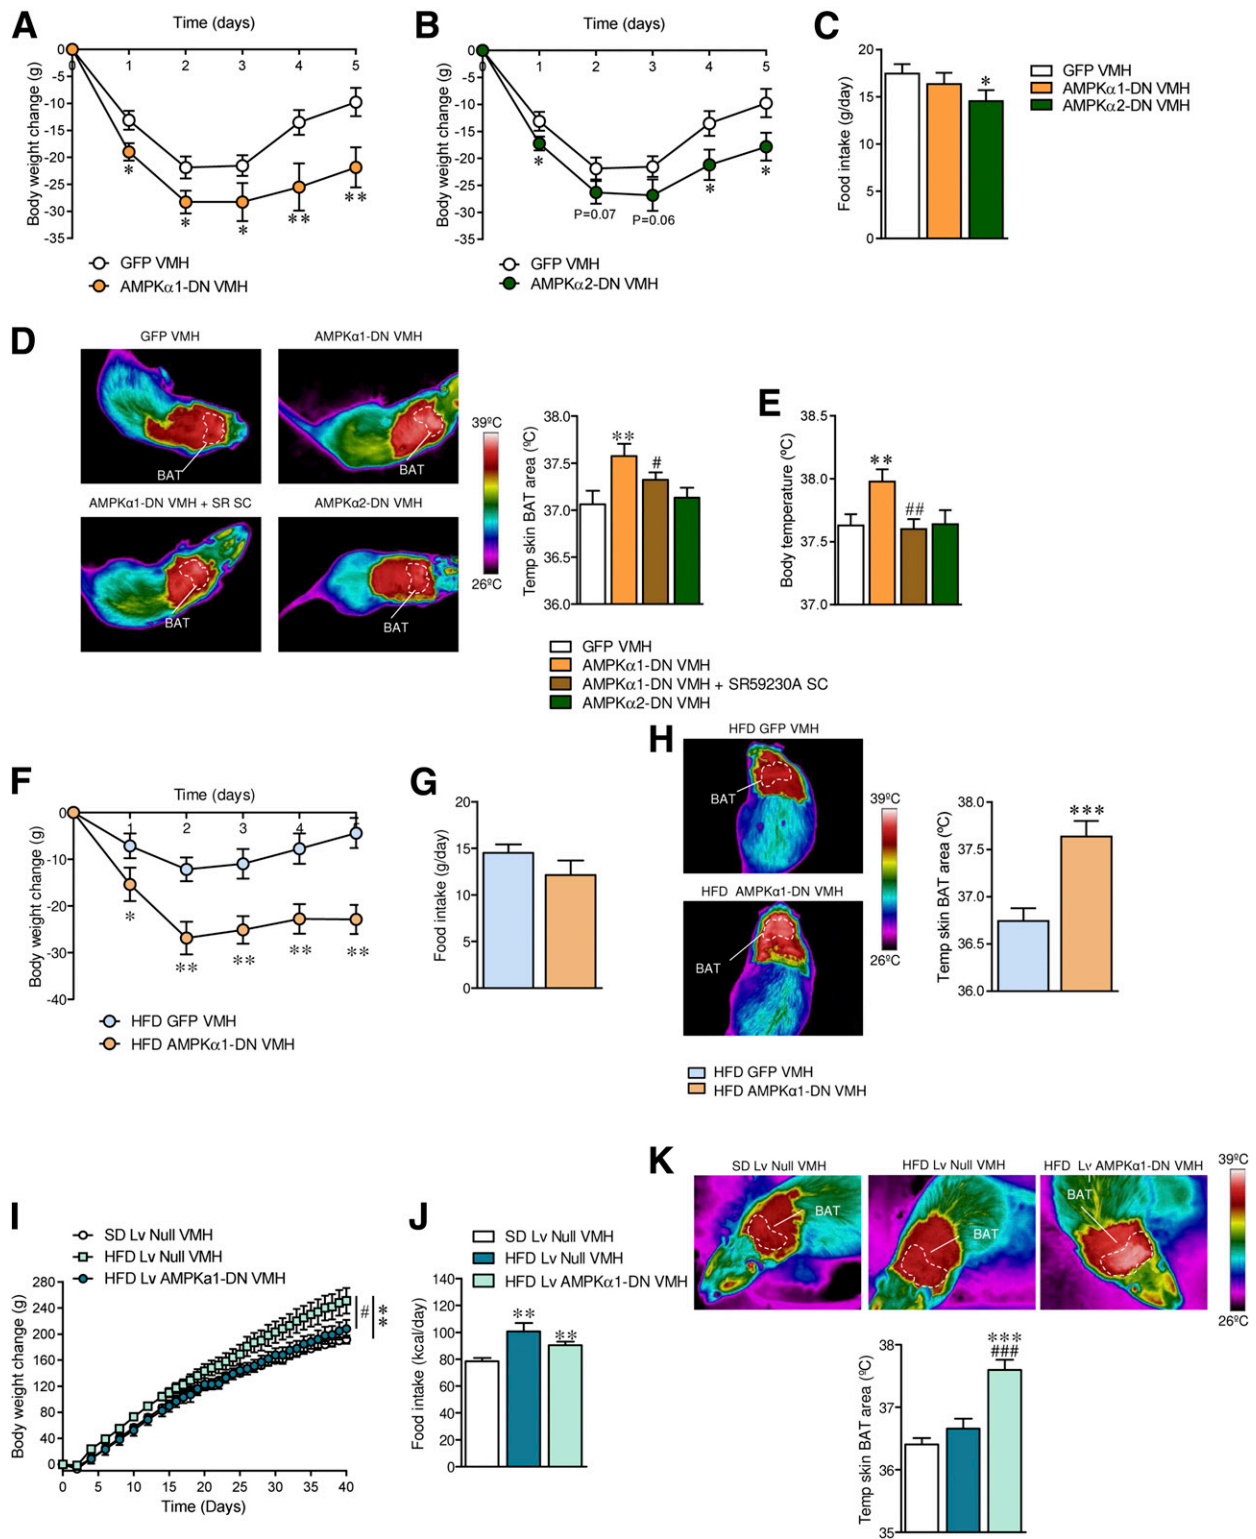 A
Time (days)
0 1 2 3 4 5
Body weight change (g)
0
-5
-10
-15
-20
-25
-30
-35
* * * ** **
GFP VMH
AMPKα1-DN VMH
B
Time (days)
0 1 2 3 4 5
Body weight change (g)
0
-5
-10
-15
-20
-25
-30
-35
* P=0.07 P=0.06 * *
GFP VMH
AMPKα2-DN VMH
C
Food intake (g/day)
20
15
10
5
0
*
GFP VMH
AMPKα1-DN VMH
AMPKα2-DN VMH
D
GFP VMH
AMPKα1-DN VMH
BAT
BAT
AMPKα1-DN VMH + SR SC
AMPKα2-DN VMH
BAT
BAT
39ºC
26ºC
Temp skin BAT area (ºC)
38.0
37.5
37.0
36.5
36.0
** #
E
Body temperature (ºC)
38.5
38.0
37.5
37.0
** ##
GFP VMH
AMPKα1-DN VMH
AMPKα1-DN VMH + SR59230A SC
AMPKα2-DN VMH
F
Time (days)
1 2 3 4
Body weight change (g)
0
-10
-20
-30
-40
* ** ** ** **
HFD GFP VMH
HFD AMPKα1-DN VMH
G
Food intake (g/day)
20
15
10
5
0
H
HFD GFP VMH
BAT
HFD AMPKα1-DN VMH
BAT
39ºC
26ºC
Temp skin BAT area (ºC)
38.0
37.5
37.0
36.5
36.0
***
HFD GFP VMH
HFD AMPKα1-DN VMH
I
SD Lv Null VMH
HFD Lv Null VMH
HFD Lv AMPKa1-DN VMH
Body weight change (g)
280
240
200
160
120
80
40
0
0 5 10 15 20 25 30 35 40
Time (Days)
# **
J
SD Lv Null VMH
HFD Lv Null VMH
HFD Lv AMPKα1-DN VMH
Food intake (kcal/day)
140
120
100
80
60
40
20
0
** **
K
SD Lv Null VMH
HFD Lv Null VMH
HFD Lv AMPKα1-DN VMH
BAT
BAT
BAT
39ºC
26ºC
Temp skin BAT area (ºC)
38
37
36
35
***
###